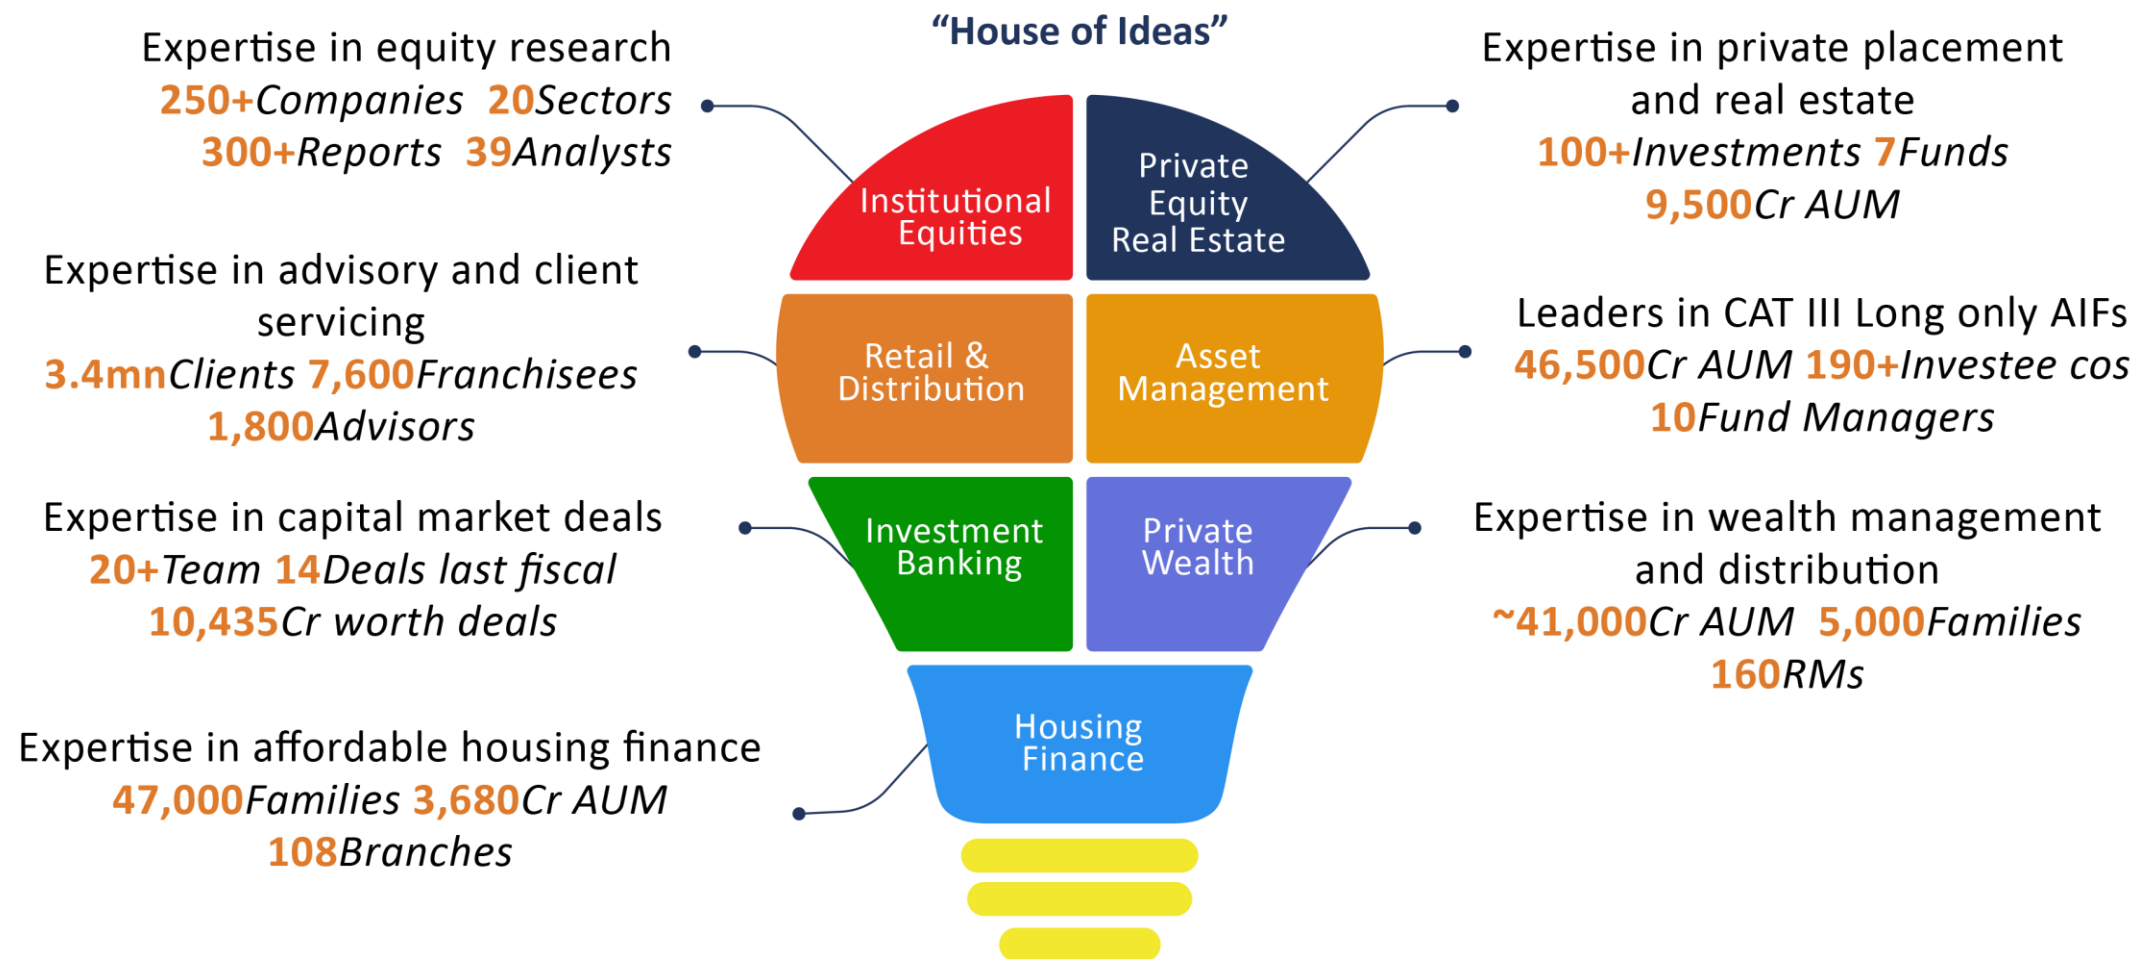 “House of Ideas”
Expertise in equity research
250+Companies 20Sectors
300+Reports 39Analysts
Institutional
Equities
Private
Equity
Real Estate
Expertise in private placement
and real estate
100+Investments 7Funds
9,500Cr AUM
Expertise in advisory and client
servicing
3.4mnClients 7,600Franchisees
1,800Advisors
Retail &
Distribution
Asset
Management
Leaders in CAT III Long only AIFs
46,500Cr AUM 190+Investee cos
10Fund Managers
Expertise in capital market deals
20+Team 14Deals last fiscal
10,435Cr worth deals
Investment
Banking
Private
Wealth
Expertise in wealth management
and distribution
~41,000Cr AUM 5,000Families
160RMs
Expertise in affordable housing finance
47,000Families 3,680Cr AUM
108Branches
Housing
Finance